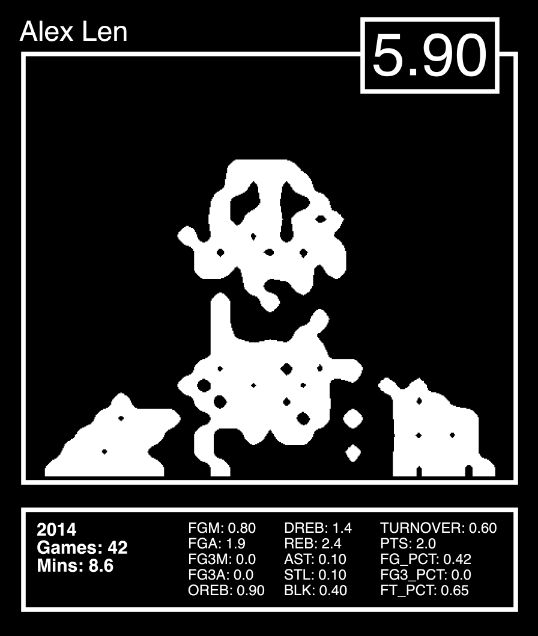 Alex Len
5.90
2014
Games: 42
Mins: 8.6
FGM: 0.80
FGA: 1.9
FG3M: 0.0
FG3A: 0.0
OREB: 0.90
DREB: 1.4
REB: 2.4
AST: 0.10
STL: 0.10
BLK: 0.40
TURNOVER: 0.60
PTS: 2.0
FG_PCT: 0.42
FG3_PCT: 0.0
FT_PCT: 0.65